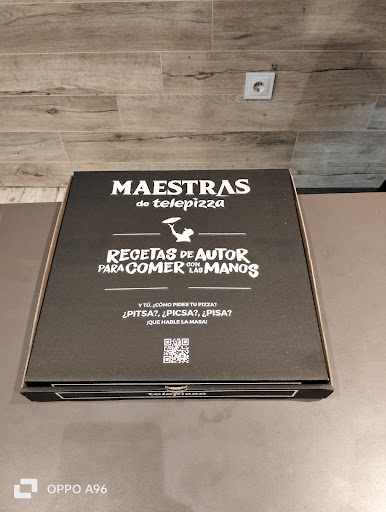 MAESTRAS
de telepizza
RECETAS DE AUTOR
PARA COMER CON LAS MANOS
Y TÚ, ¿CÓMO PIDES TU PIZZA?
¿PITSA?, ¿PICSA?, ¿PISA?
¡QUE HABLE LA MASA!
telepizza
OPPO A96